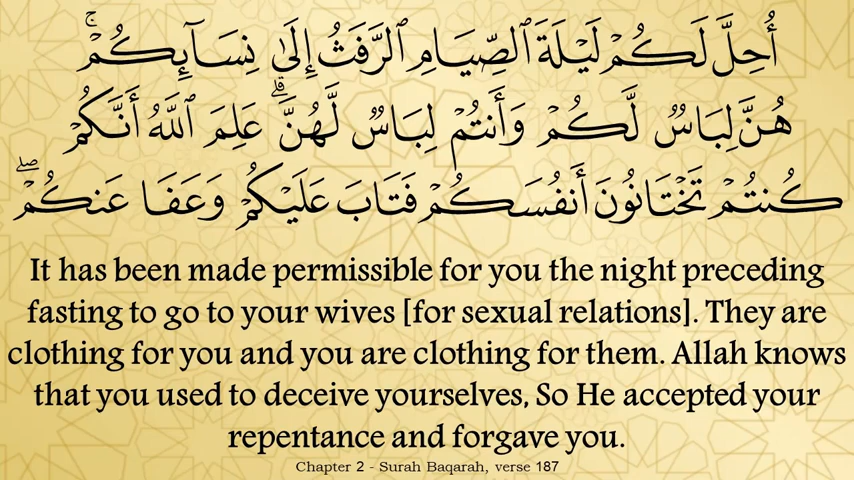 أُحِلَّ لَكُمۡ لَيۡلَةَ ٱلصِّيَامِ ٱلرَّفَثُ إِلَىٰ نِسَآئِكُمۡۚ
هُنَّ لِبَاسٞ لَّكُمۡ وَأَنتُمۡ لِبَاسٞ لَّهُنَّۗ عَلِمَ ٱللَّهُ أَنَّكُمۡ
كُنتُمۡ تَخۡتَانُونَ أَنفُسَكُمۡ فَتَابَ عَلَيۡكُمۡ وَعَفَا عَنكُمۡۖ
It has been made permissible for you the night preceding
fasting to go to your wives [for sexual relations]. They are
clothing for you and you are clothing for them. Allah knows
that you used to deceive yourselves, So He accepted your
repentance and forgave you.
Chapter 2 - Surah Baqarah, verse 187